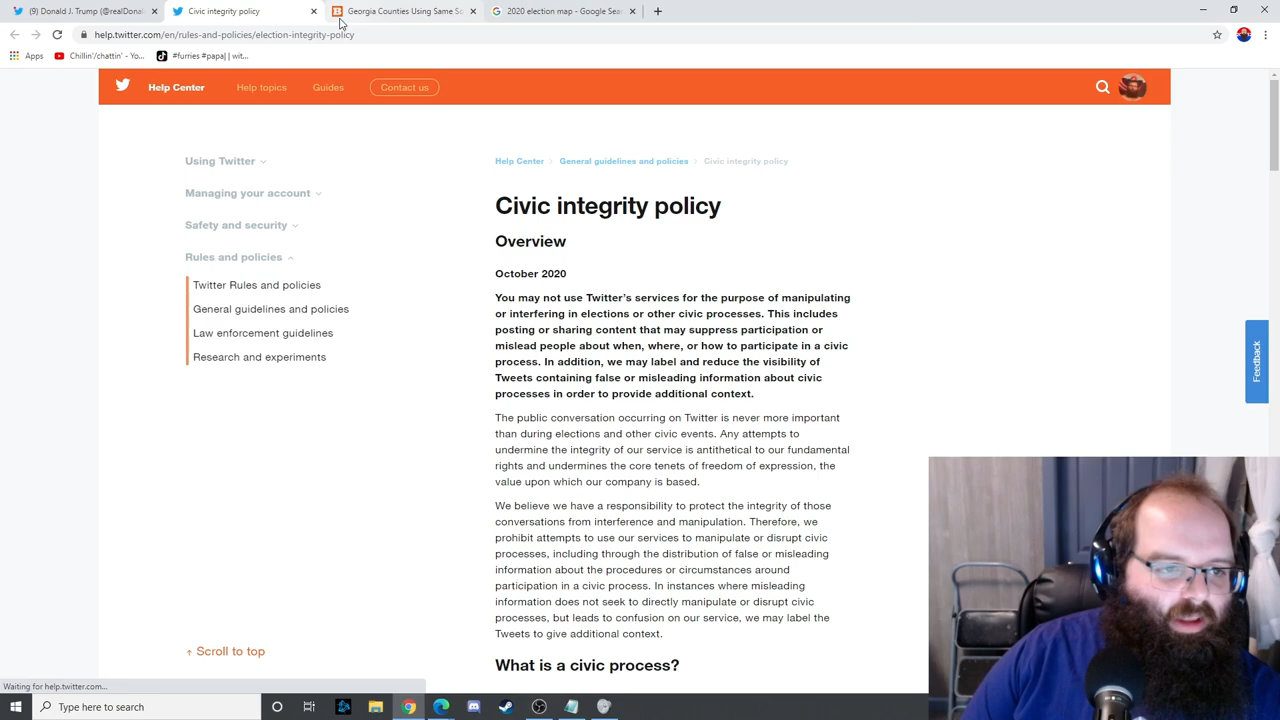 (9) Donald J. Trump (@realDona
Civic integrity policy
Georgia Counties Using Same So
2020 election map - Google Sea
help.twitter.com/en/rules-and-policies/election-integrity-policy
Apps
Chillin'/chattin' - Yo...
#furries #papa| | wit...
Help Center
Help topics
Guides
Contact us
Using Twitter
Managing your account
Safety and security
Rules and policies
Twitter Rules and policies
General guidelines and policies
Law enforcement guidelines
Research and experiments
↑ Scroll to top
Help Center
General guidelines and policies
Civic integrity policy
Civic integrity policy
Overview
October 2020
You may not use Twitter's services for the purpose of manipulating
or interfering in elections or other civic processes. This includes
posting or sharing content that may suppress participation or
mislead people about when, where, or how to participate in a civic
process. In addition, we may label and reduce the visibility of
Tweets containing false or misleading information about civic
processes in order to provide additional context.
The public conversation occurring on Twitter is never more important
than during elections and other civic events. Any attempts to
undermine the integrity of our service is antithetical to our fundamental
rights and undermines the core tenets of freedom of expression, the
value upon which our company is based.
We believe we have a responsibility to protect the integrity of those
conversations from interference and manipulation. Therefore, we
prohibit attempts to use our services to manipulate or disrupt civic
processes, including through the distribution of false or misleading
information about the procedures or circumstances around
participation in a civic process. In instances where misleading
information does not seek to directly manipulate or disrupt civic
processes, but leads to confusion on our service, we may label the
Tweets to give additional context.
What is a civic process?
Feedback
Waiting for help.twitter.com...
Type here to search